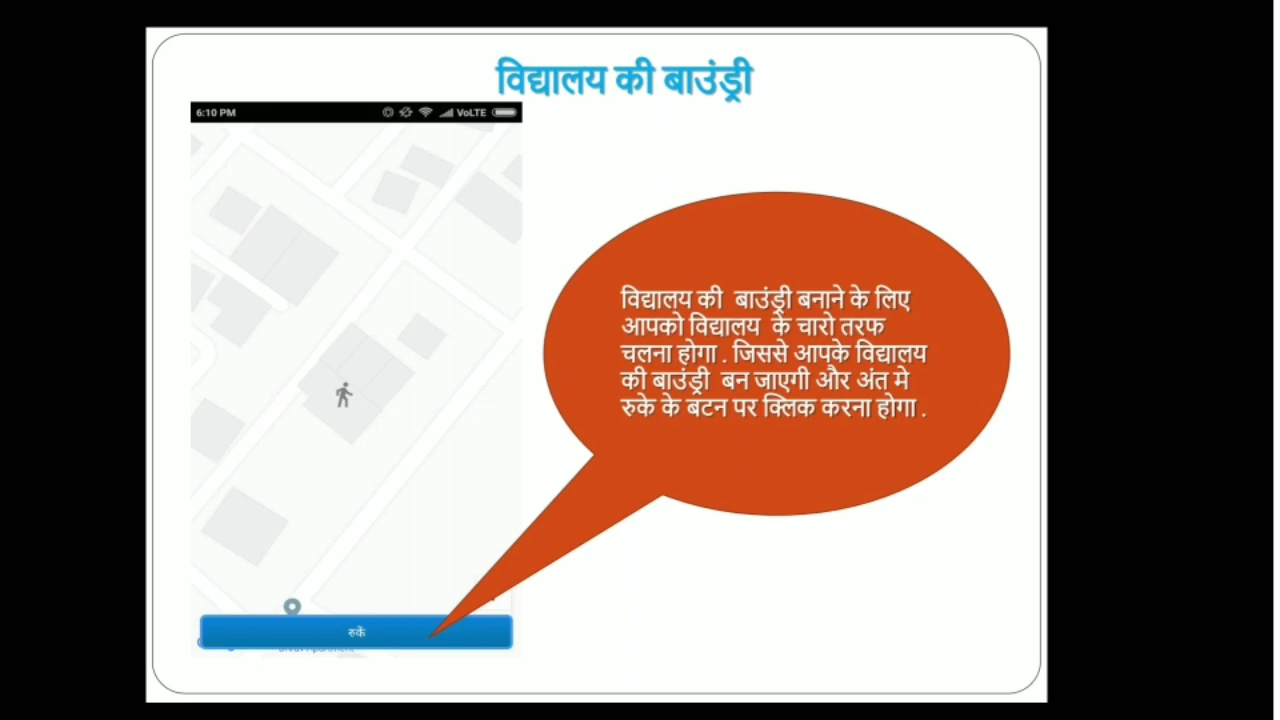 विद्यालय की बाउंड्री
6:10 PM
VoLTE
विद्यालय की बाउंड्री बनाने के लिए
आपको विद्यालय के चारो तरफ
चलना होगा . जिससे आपके विद्यालय
की बाउंड्री बन जाएगी और अंत मे
रुके के बटन पर क्लिक करना होगा .
रुकें